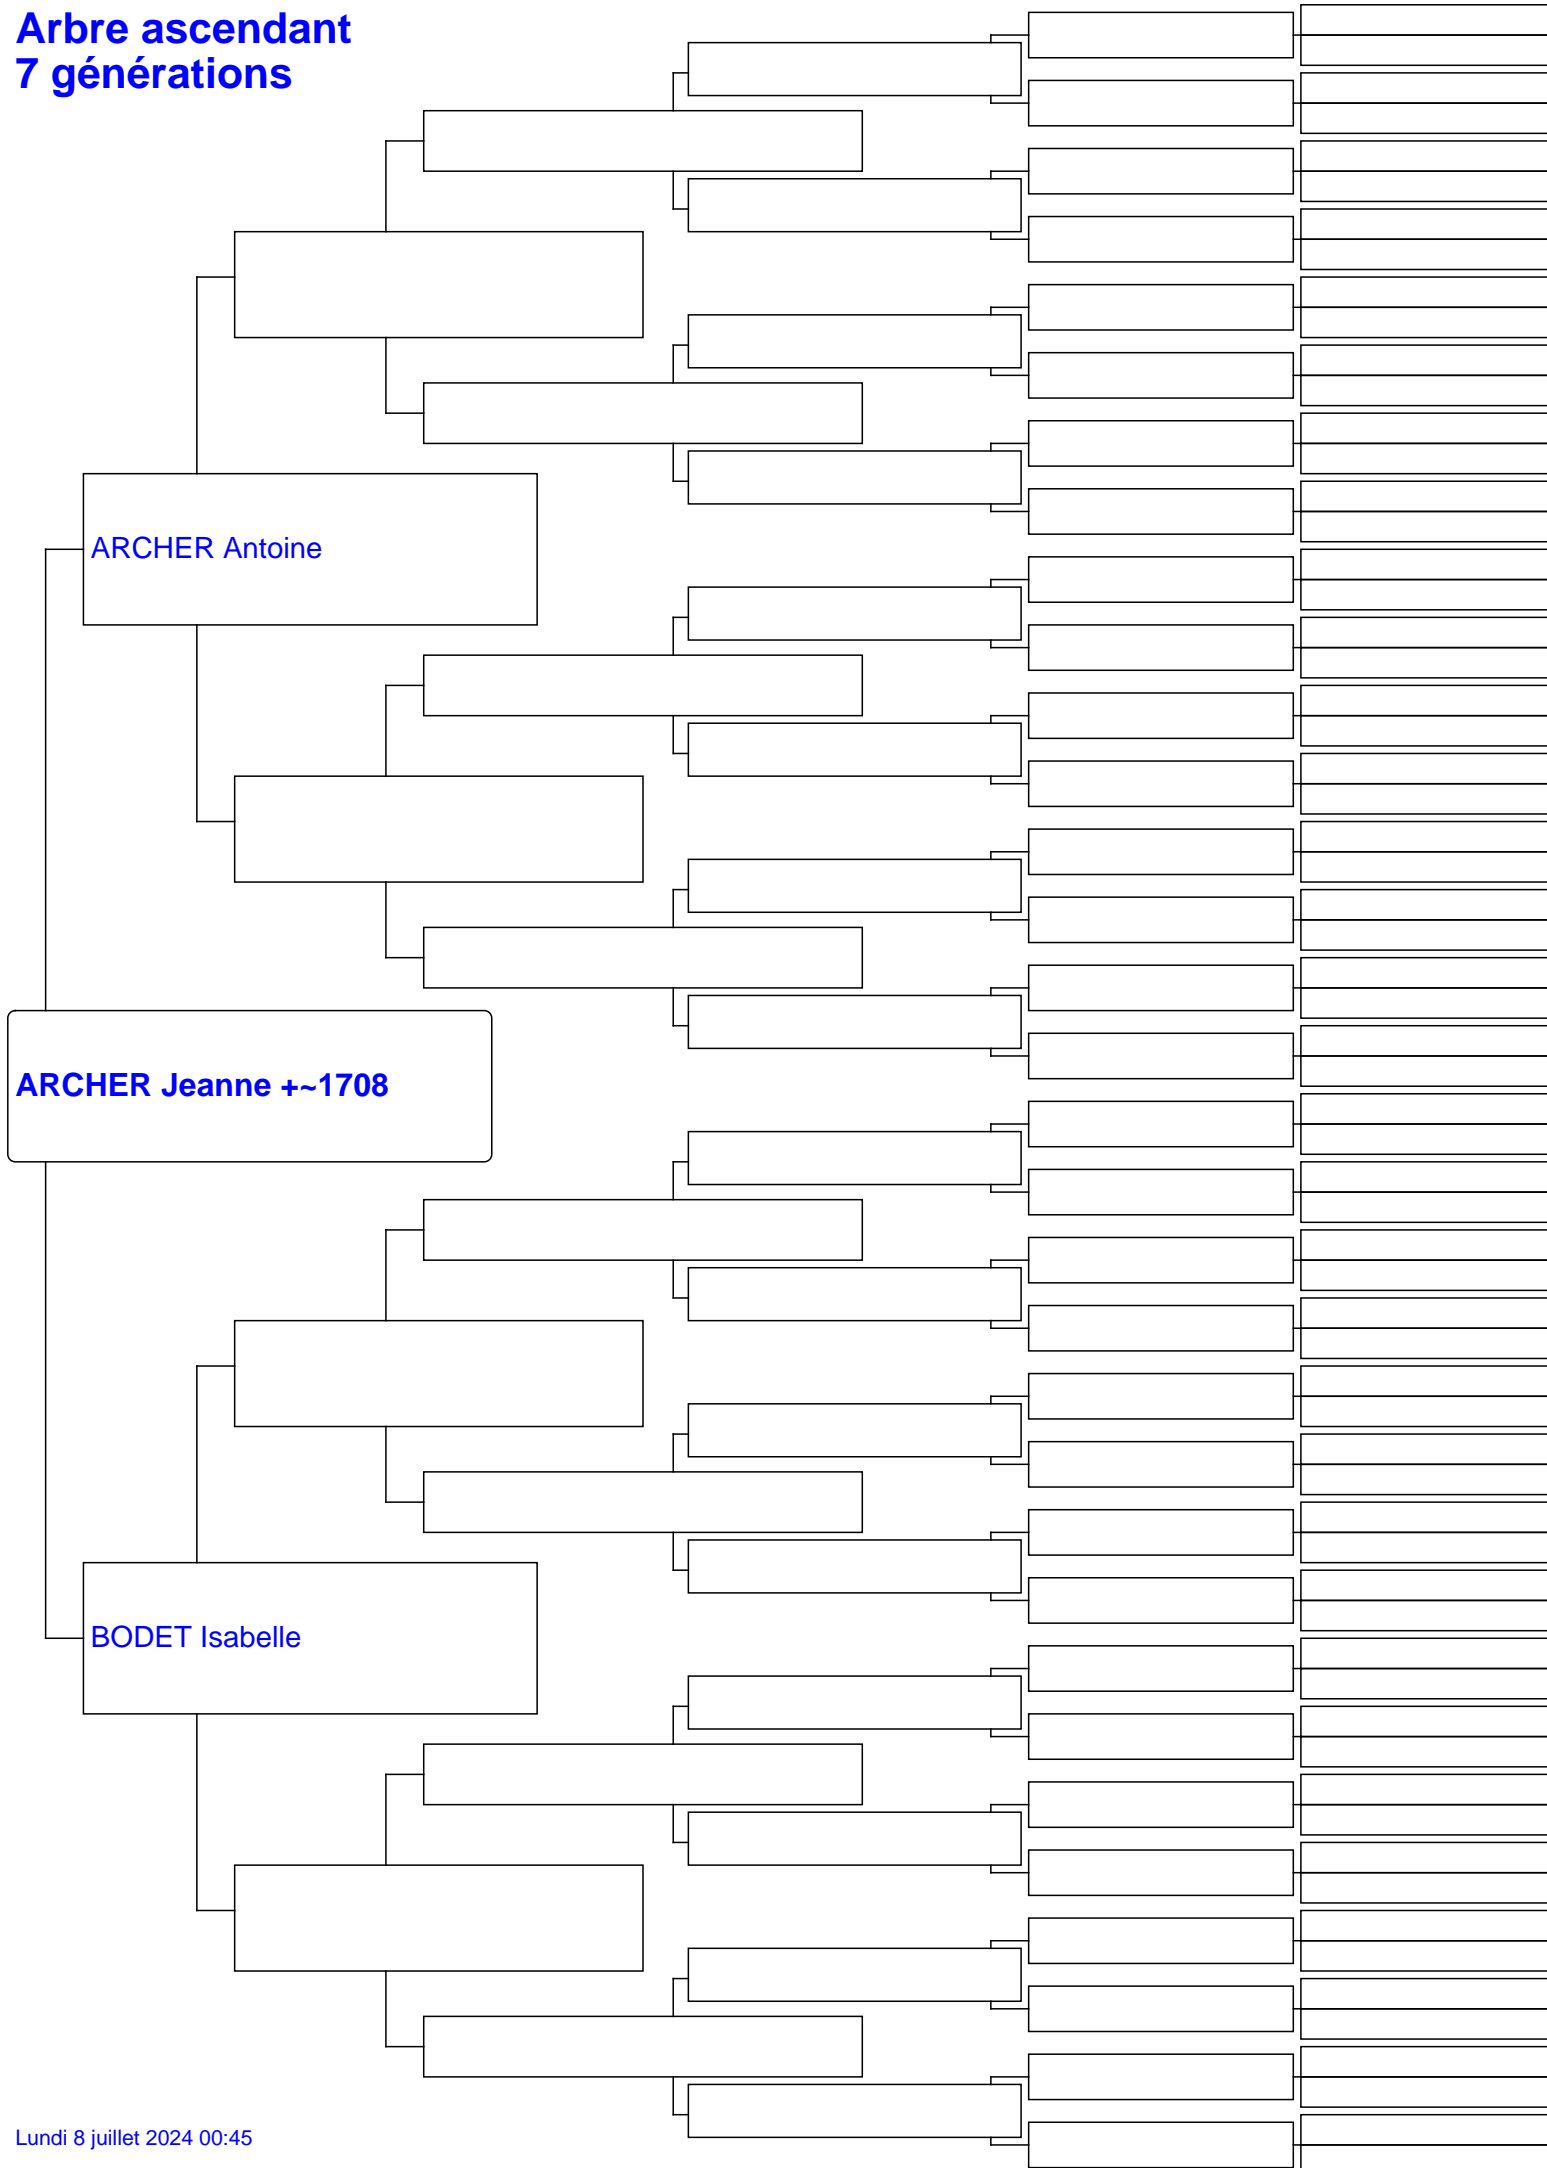 Arbre ascendant
7 générations
ARCHER Antoine
ARCHER Jeanne +~1708
BODET Isabelle
Lundi 8 juillet 2024 00:45